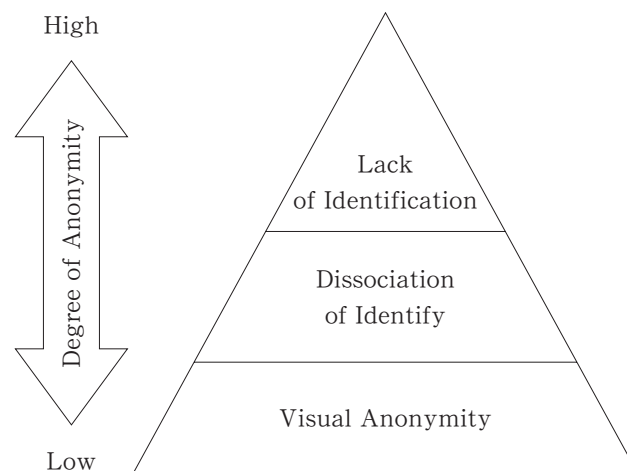 High
Degree of Anonymity
Low
Lack
of Identification
Dissociation
of Identify
Visual Anonymity